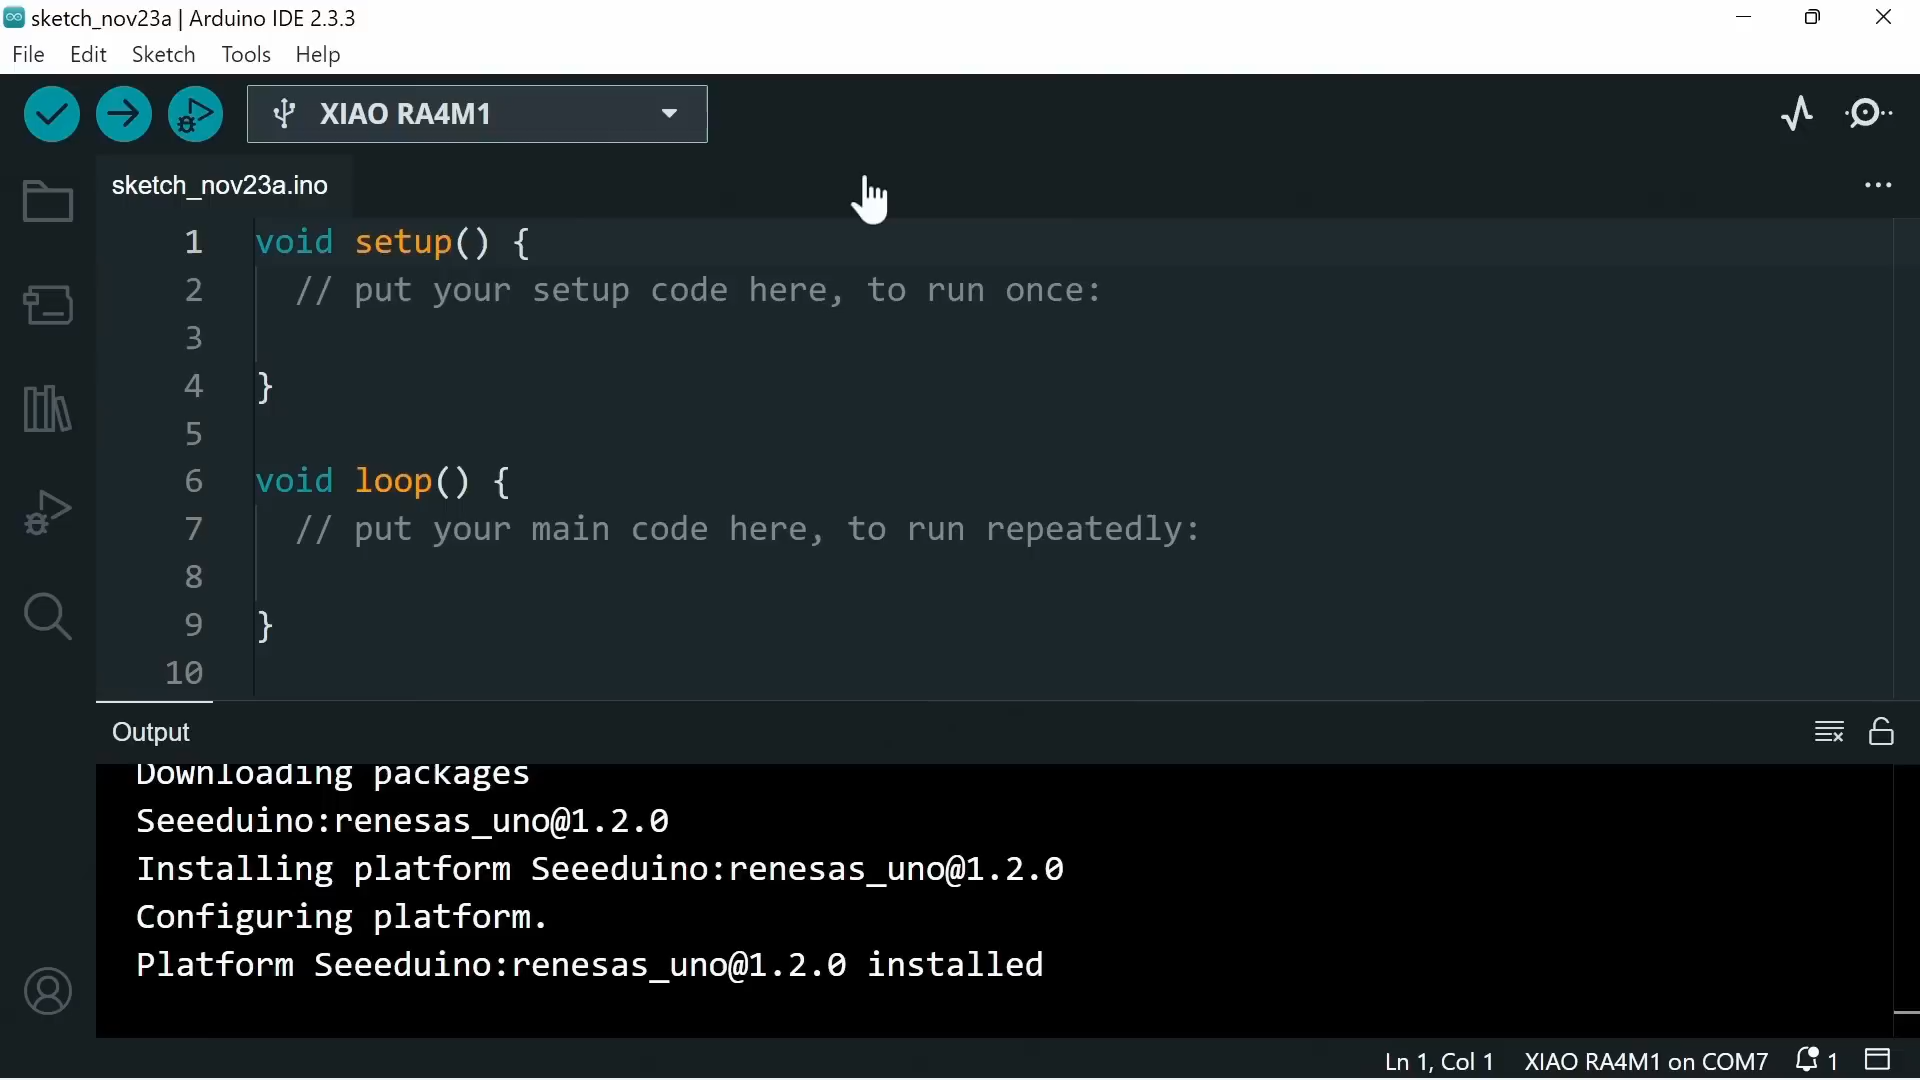 sketch_nov23a | Arduino IDE 2.3.3
File Edit Sketch Tools Help
XIAO RA4M1
sketch_nov23a.ino
1 void setup() {
2 // put your setup code here, to run once:
3
4 }
5
6 void loop() {
7 // put your main code here, to run repeatedly:
8
9 }
10
Output
Downloading packages
Seeeduino:renesas_uno@1.2.0
Installing platform Seeeduino:renesas_uno@1.2.0
Configuring platform.
Platform Seeeduino:renesas_uno@1.2.0 installed
Ln 1, Col 1 XIAO RA4M1 on COM7 1